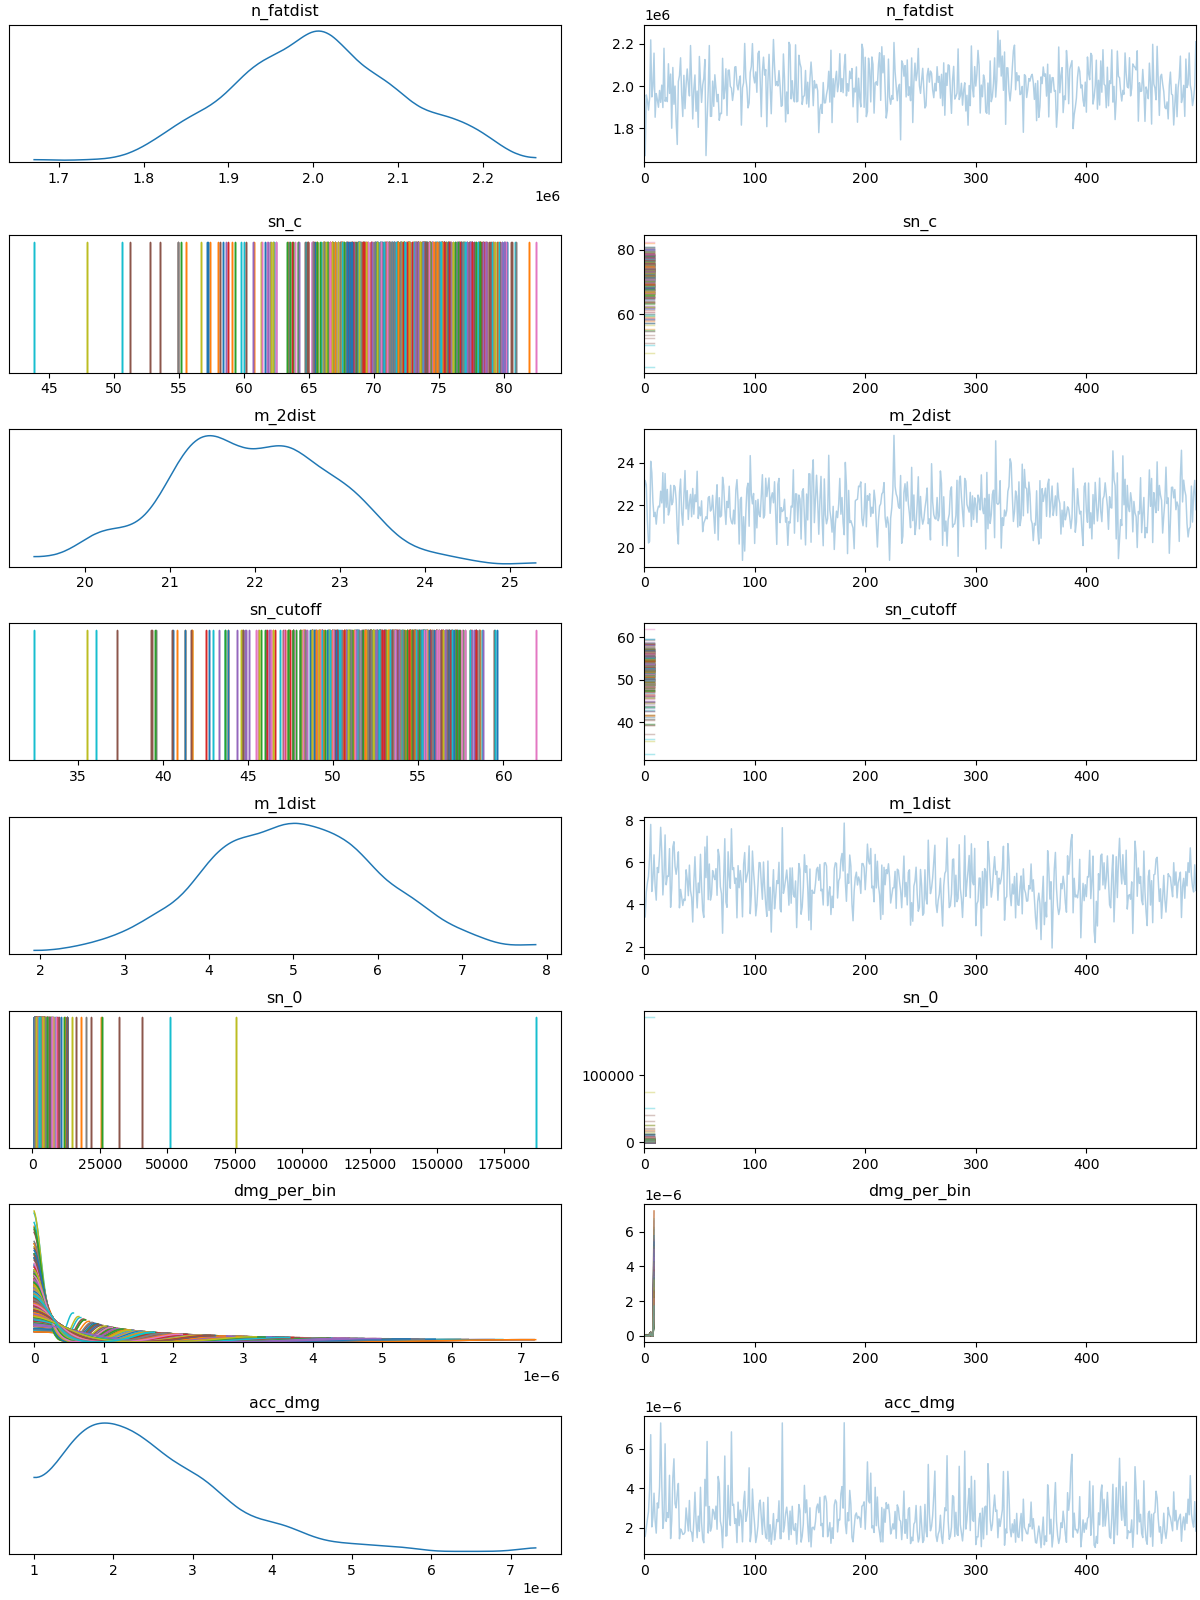 n_fatdist
n_fatdist
1e6
2.2
2.0
1.8
1.7 1.8 1.9 2.0 2.1 2.2
1e6
0 100 200 300 400
sn_c
sn_c
80
60
45 50 55 60 65 70 75 80
0 100 200 300 400
m_2dist
m_2dist
24
22
20
20 21 22 23 24 25
0 100 200 300 400
sn_cutoff
sn_cutoff
60
50
40
35 40 45 50 55 60
0 100 200 300 400
m_1dist
m_1dist
8
6
4
2
2 3 4 5 6 7 8
0 100 200 300 400
sn_0
sn_0
100000
0
0 25000 50000 75000 100000 125000 150000 175000
0 100 200 300 400
dmg_per_bin
dmg_per_bin
1e−6
6
4
2
0
0 1 2 3 4 5 6 7
1e−6
0 100 200 300 400
acc_dmg
acc_dmg
1e−6
6
4
2
1 2 3 4 5 6 7
1e−6
0 100 200 300 400